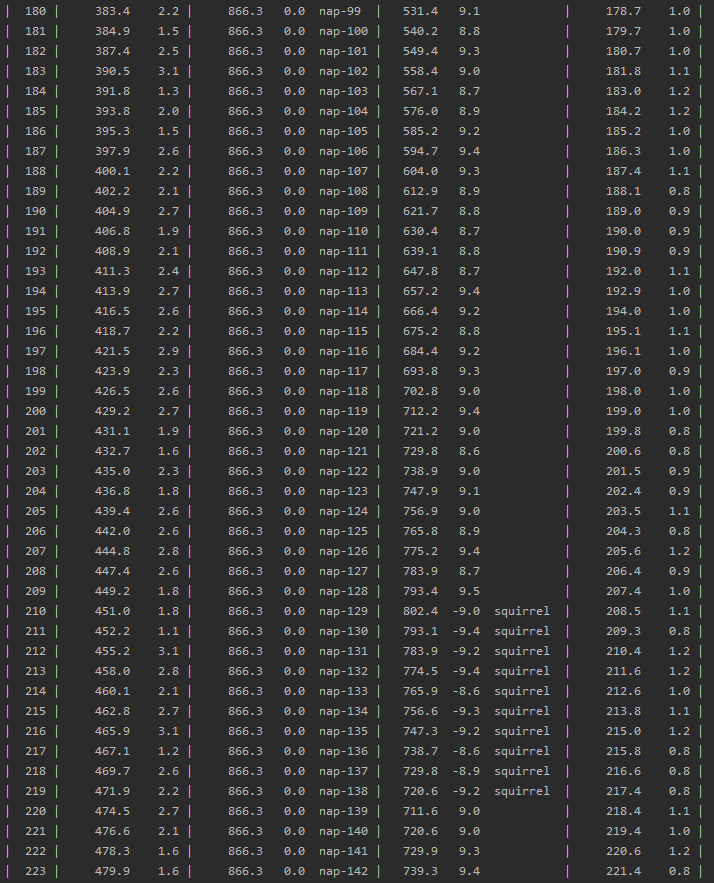 | 180 | 383.4 2.2 | 866.3 0.0 nap-99 | 531.4 9.1 | 178.7 1.0 |
| 181 | 384.9 1.5 | 866.3 0.0 nap-100 | 540.2 8.8 | 179.7 1.0 |
| 182 | 387.4 2.5 | 866.3 0.0 nap-101 | 549.4 9.3 | 180.7 1.0 |
| 183 | 390.5 3.1 | 866.3 0.0 nap-102 | 558.4 9.0 | 181.8 1.1 |
| 184 | 391.8 1.3 | 866.3 0.0 nap-103 | 567.1 8.7 | 183.0 1.2 |
| 185 | 393.8 2.0 | 866.3 0.0 nap-104 | 576.0 8.9 | 184.2 1.2 |
| 186 | 395.3 1.5 | 866.3 0.0 nap-105 | 585.2 9.2 | 185.2 1.0 |
| 187 | 397.9 2.6 | 866.3 0.0 nap-106 | 594.7 9.4 | 186.3 1.0 |
| 188 | 400.1 2.2 | 866.3 0.0 nap-107 | 604.0 9.3 | 187.4 1.1 |
| 189 | 402.2 2.1 | 866.3 0.0 nap-108 | 612.9 8.9 | 188.1 0.8 |
| 190 | 404.9 2.7 | 866.3 0.0 nap-109 | 621.7 8.8 | 189.0 0.9 |
| 191 | 406.8 1.9 | 866.3 0.0 nap-110 | 630.4 8.7 | 190.0 0.9 |
| 192 | 408.9 2.1 | 866.3 0.0 nap-111 | 639.1 8.8 | 190.9 0.9 |
| 193 | 411.3 2.4 | 866.3 0.0 nap-112 | 647.8 8.7 | 192.0 1.1 |
| 194 | 413.9 2.7 | 866.3 0.0 nap-113 | 657.2 9.4 | 192.9 1.0 |
| 195 | 416.5 2.6 | 866.3 0.0 nap-114 | 666.4 9.2 | 194.0 1.0 |
| 196 | 418.7 2.2 | 866.3 0.0 nap-115 | 675.2 8.8 | 195.1 1.1 |
| 197 | 421.5 2.9 | 866.3 0.0 nap-116 | 684.4 9.2 | 196.1 1.0 |
| 198 | 423.9 2.3 | 866.3 0.0 nap-117 | 693.8 9.3 | 197.0 0.9 |
| 199 | 426.5 2.6 | 866.3 0.0 nap-118 | 702.8 9.0 | 198.0 1.0 |
| 200 | 429.2 2.7 | 866.3 0.0 nap-119 | 712.2 9.4 | 199.0 1.0 |
| 201 | 431.1 1.9 | 866.3 0.0 nap-120 | 721.2 9.0 | 199.8 0.8 |
| 202 | 432.7 1.6 | 866.3 0.0 nap-121 | 729.8 8.6 | 200.6 0.8 |
| 203 | 435.0 2.3 | 866.3 0.0 nap-122 | 738.9 9.0 | 201.5 0.9 |
| 204 | 436.8 1.8 | 866.3 0.0 nap-123 | 747.9 9.1 | 202.4 0.9 |
| 205 | 439.4 2.6 | 866.3 0.0 nap-124 | 756.9 9.0 | 203.5 1.1 |
| 206 | 442.0 2.6 | 866.3 0.0 nap-125 | 765.8 8.9 | 204.3 0.8 |
| 207 | 444.8 2.8 | 866.3 0.0 nap-126 | 775.2 9.4 | 205.6 1.2 |
| 208 | 447.4 2.6 | 866.3 0.0 nap-127 | 783.9 8.7 | 206.4 0.9 |
| 209 | 449.2 1.8 | 866.3 0.0 nap-128 | 793.4 9.5 | 207.4 1.0 |
| 210 | 451.0 1.8 | 866.3 0.0 nap-129 | 802.4 -9.0 squirrel | 208.5 1.1 |
| 211 | 452.2 1.1 | 866.3 0.0 nap-130 | 793.1 -9.4 squirrel | 209.3 0.8 |
| 212 | 455.2 3.1 | 866.3 0.0 nap-131 | 783.9 -9.2 squirrel | 210.4 1.2 |
| 213 | 458.0 2.8 | 866.3 0.0 nap-132 | 774.5 -9.4 squirrel | 211.6 1.2 |
| 214 | 460.1 2.1 | 866.3 0.0 nap-133 | 765.9 -8.6 squirrel | 212.6 1.0 |
| 215 | 462.8 2.7 | 866.3 0.0 nap-134 | 756.6 -9.3 squirrel | 213.8 1.1 |
| 216 | 465.9 3.1 | 866.3 0.0 nap-135 | 747.3 -9.2 squirrel | 215.0 1.2 |
| 217 | 467.1 1.2 | 866.3 0.0 nap-136 | 738.7 -8.6 squirrel | 215.8 0.8 |
| 218 | 469.7 2.6 | 866.3 0.0 nap-137 | 729.8 -8.9 squirrel | 216.6 0.8 |
| 219 | 471.9 2.2 | 866.3 0.0 nap-138 | 720.6 -9.2 squirrel | 217.4 0.8 |
| 220 | 474.5 2.7 | 866.3 0.0 nap-139 | 711.6 9.0 | 218.4 1.1 |
| 221 | 476.6 2.1 | 866.3 0.0 nap-140 | 720.6 9.0 | 219.4 1.0 |
| 222 | 478.3 1.6 | 866.3 0.0 nap-141 | 729.9 9.3 | 220.6 1.2 |
| 223 | 479.9 1.6 | 866.3 0.0 nap-142 | 739.3 9.4 | 221.4 0.8 |